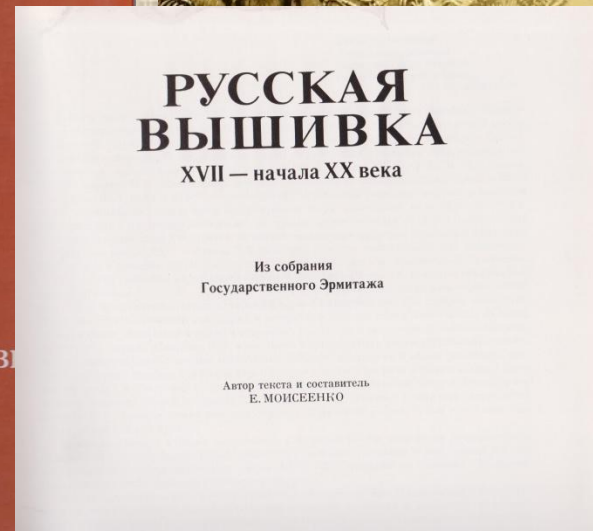 РУССКАЯ
ВЫШИВКА
XVII — начала XX века
Из собрания
Государственного Эрмитажа
Автор текста и составитель
Е. МОИСЕЕНКО